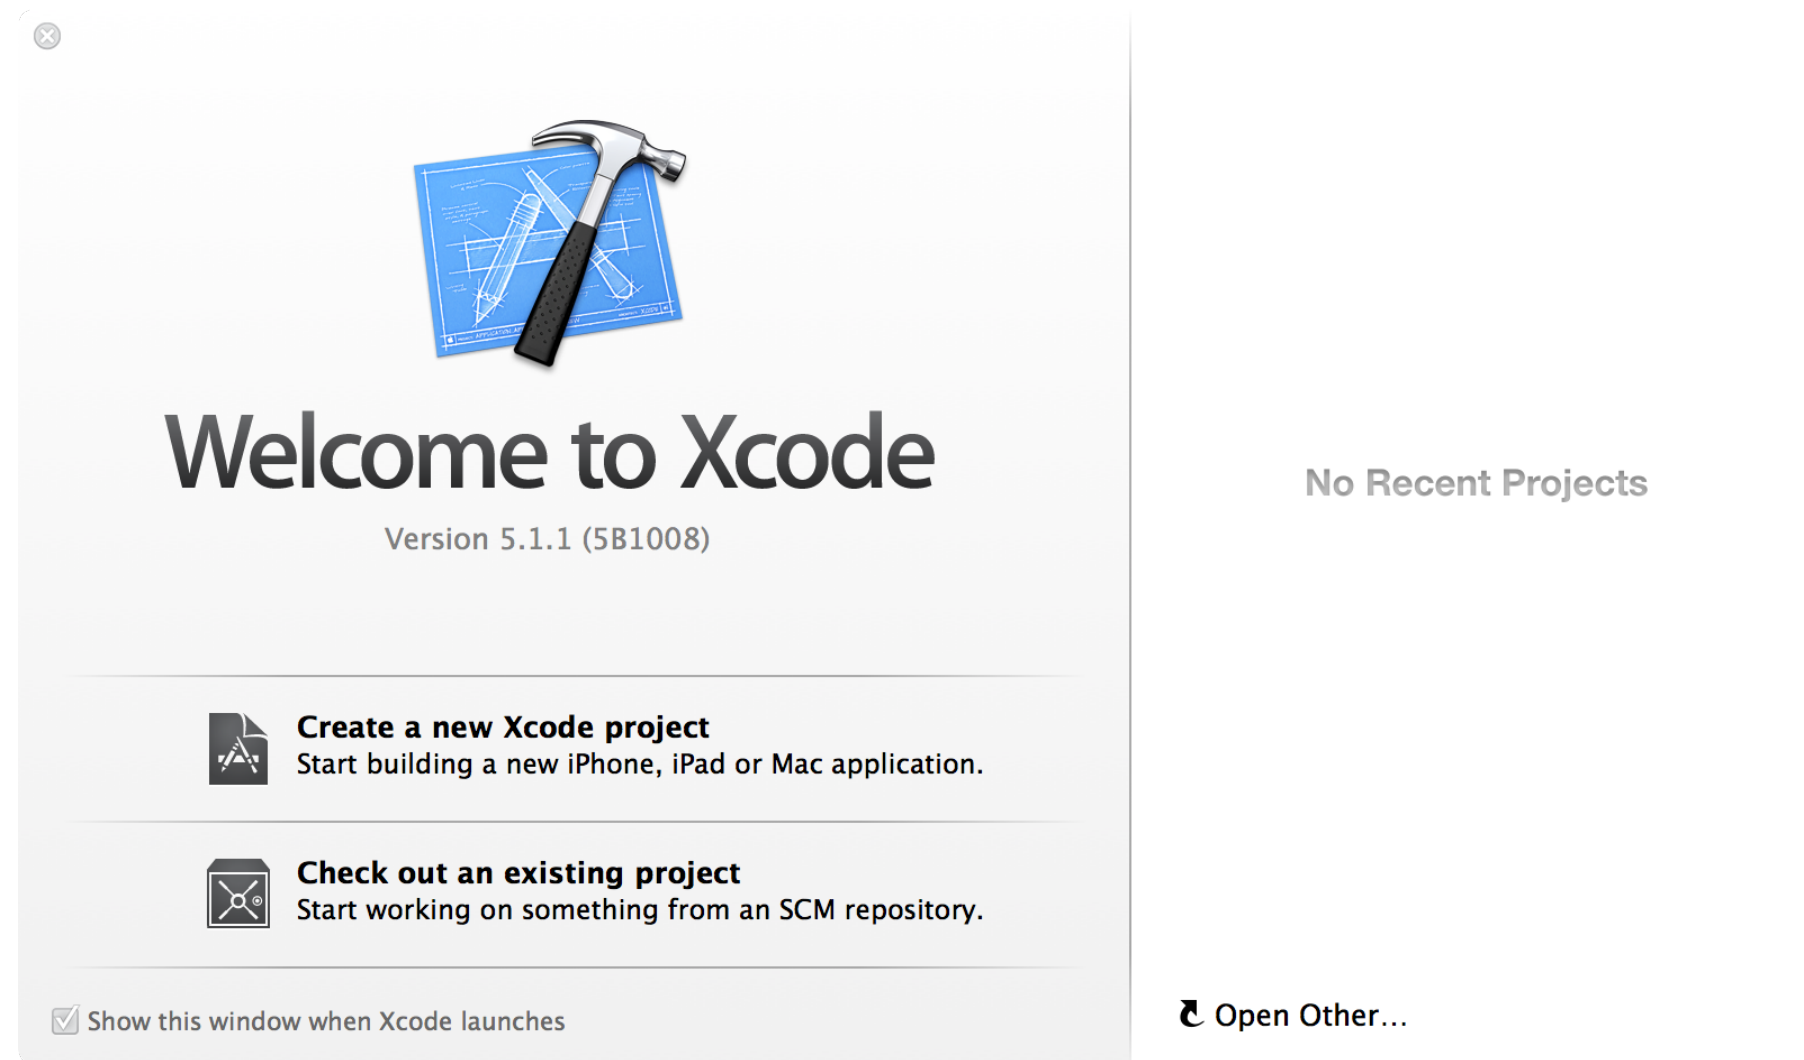 Welcome to Xcode
Version 5.1.1 (5B1008)
Create a new Xcode project
Start building a new iPhone, iPad or Mac application.
Check out an existing project
Start working on something from an SCM repository.
Show this window when Xcode launches
No Recent Projects
Open Other...